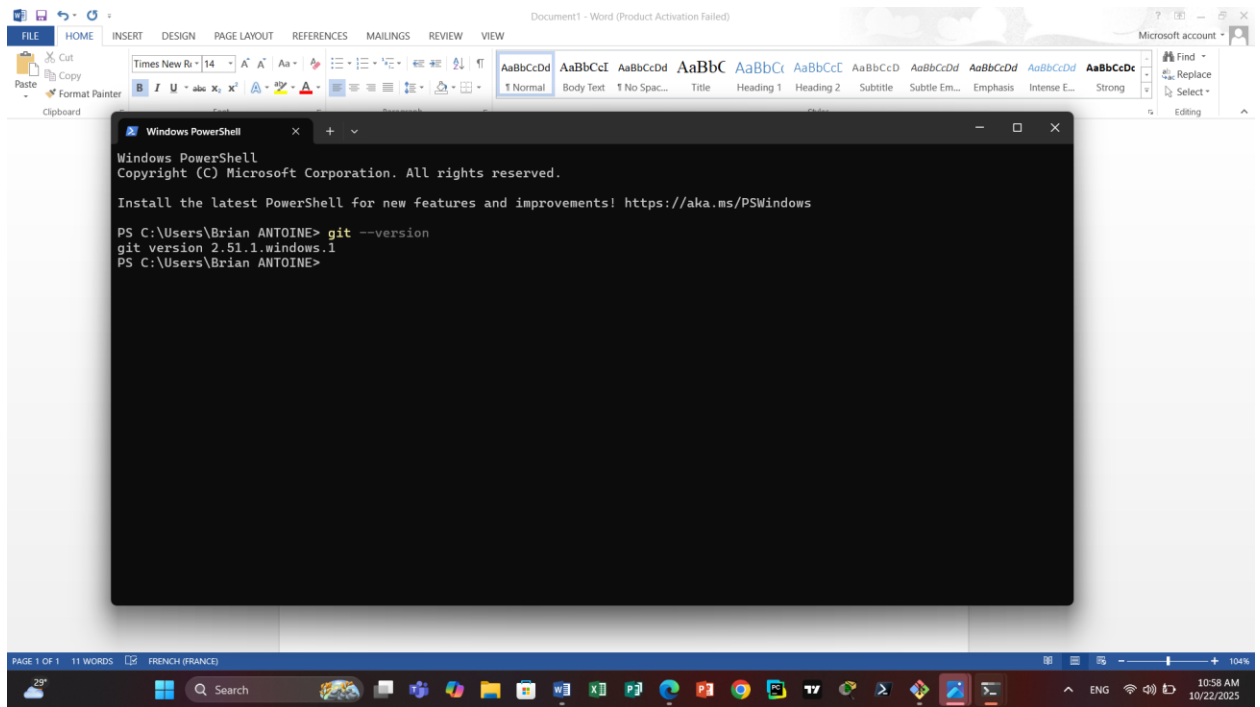 Document1 - Word (Product Activation Failed)
FILE HOME INSERT DESIGN PAGE LAYOUT REFERENCES MAILINGS REVIEW VIEW Microsoft account
Cut
Copy
Paste
Format Painter
Clipboard
Times New R 14
AaBbCcDd AaBbCcI AaBbCcDd AaBbC AaBbCc AaBbCcE AaBbCcD AaBbCcDd AaBbCcDd AaBbCcDd AaBbCcDc
¶ Normal Body Text ¶ No Spac... Title Heading 1 Heading 2 Subtitle Subtle Em... Emphasis Intense E... Strong
Find
Replace
Select
Editing
Windows PowerShell
Windows PowerShell
Copyright (C) Microsoft Corporation. All rights reserved.
Install the latest PowerShell for new features and improvements! https://aka.ms/PSWindows
PS C:\Users\Brian ANTOINE> git --version
git version 2.51.1.windows.1
PS C:\Users\Brian ANTOINE>
PAGE 1 OF 1 11 WORDS FRENCH (FRANCE) 104%
29°
Search
ENG
10:58 AM
10/22/2025